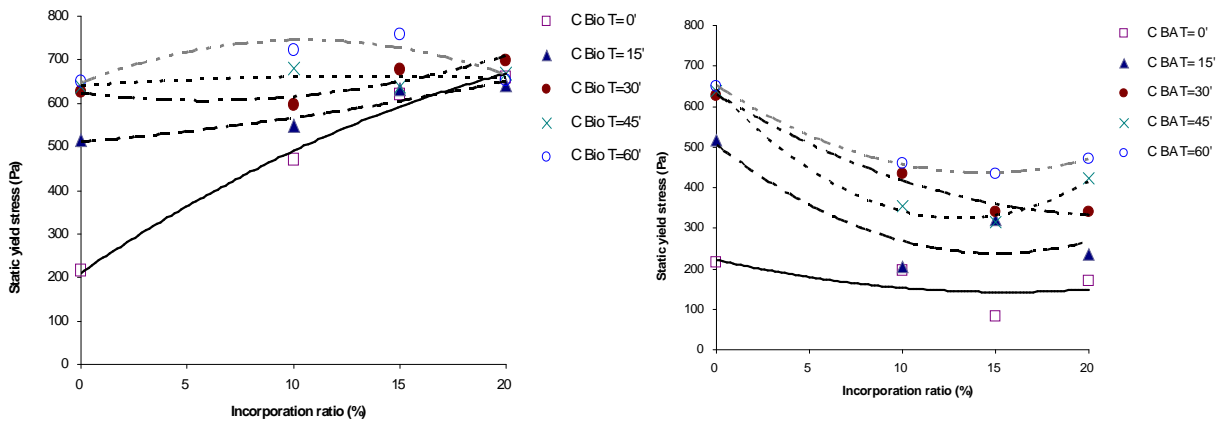 800
700
600
500
400
300
200
100
0
0
5
10
15
20
Static yield stress (Pa)
Incorporation ratio (%)
C Bio T= 0'
C Bio T= 15'
C Bio T=30'
C Bio T=45'
C Bio T=60'
800
700
600
500
400
300
200
100
0
0
5
10
15
20
Static yield stress (Pa)
Incorporation ratio (%)
C BA T= 0'
C BA T= 15'
C BA T=30'
C BA T=45'
C BA T=60'